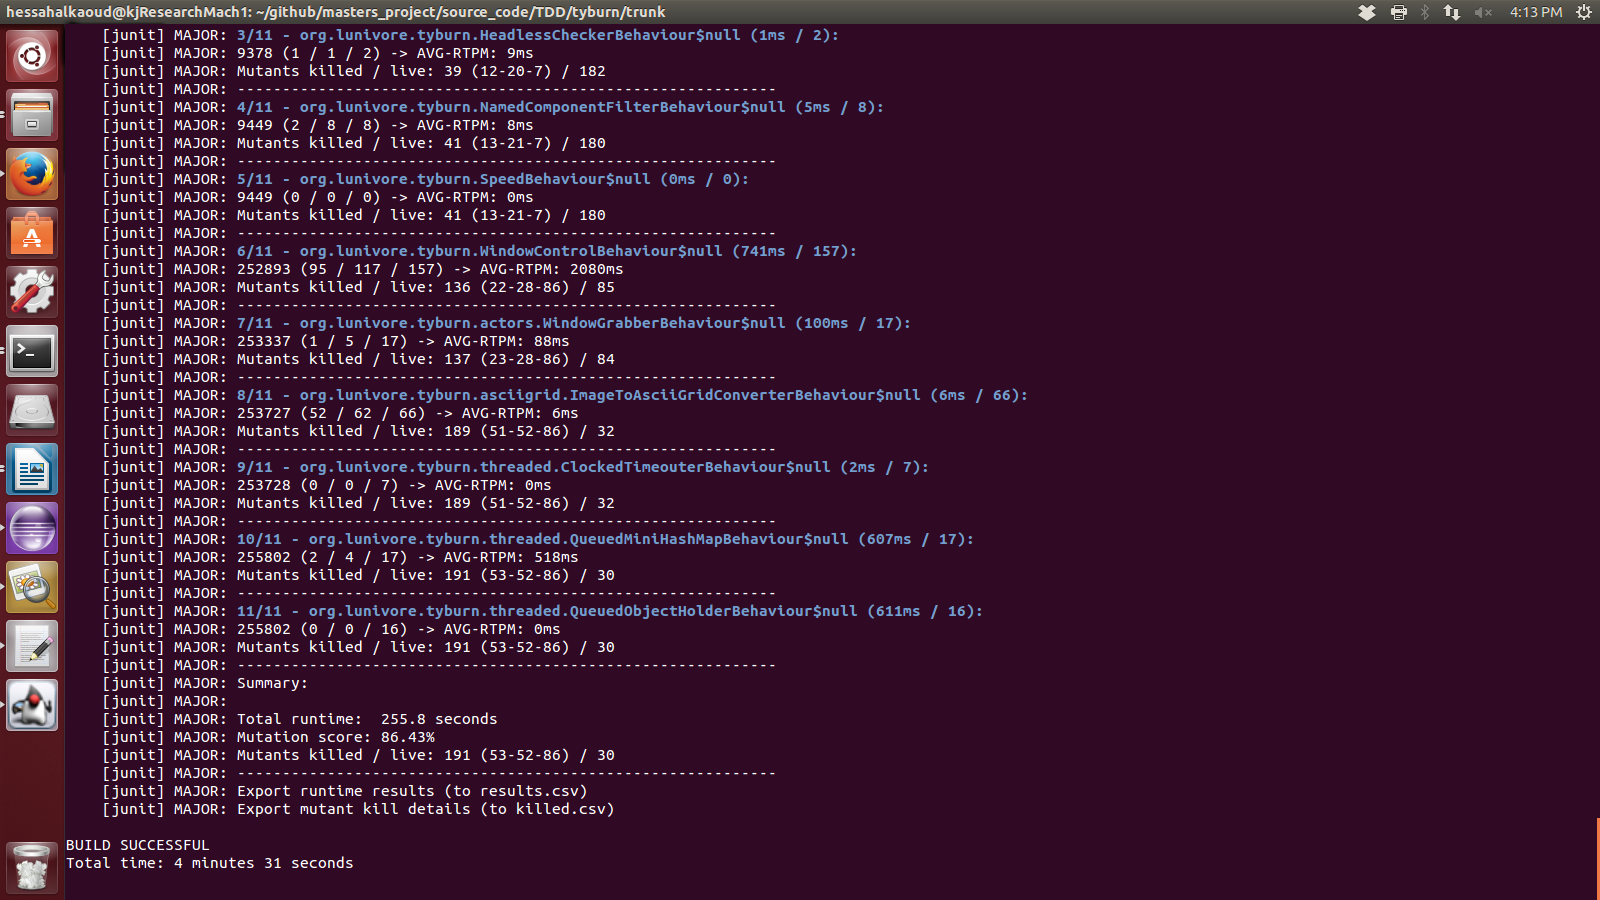 hessahalkaoud@kjResearchMach1: ~/github/masters_project/source_code/TDD/tyburn/trunk 4:13 PM
[junit] MAJOR: 3/11 - org.lunivore.tyburn.HeadlessCheckerBehaviour$null (1ms / 2):
[junit] MAJOR: 9378 (1 / 1 / 2) -> AVG-RTPM: 9ms
[junit] MAJOR: Mutants killed / live: 39 (12-20-7) / 182
[junit] MAJOR: ------------------------------------------------------------
[junit] MAJOR: 4/11 - org.lunivore.tyburn.NamedComponentFilterBehaviour$null (5ms / 8):
[junit] MAJOR: 9449 (2 / 8 / 8) -> AVG-RTPM: 8ms
[junit] MAJOR: Mutants killed / live: 41 (13-21-7) / 180
[junit] MAJOR: ------------------------------------------------------------
[junit] MAJOR: 5/11 - org.lunivore.tyburn.SpeedBehaviour$null (0ms / 0):
[junit] MAJOR: 9449 (0 / 0 / 0) -> AVG-RTPM: 0ms
[junit] MAJOR: Mutants killed / live: 41 (13-21-7) / 180
[junit] MAJOR: ------------------------------------------------------------
[junit] MAJOR: 6/11 - org.lunivore.tyburn.WindowControlBehaviour$null (741ms / 157):
[junit] MAJOR: 252893 (95 / 117 / 157) -> AVG-RTPM: 2080ms
[junit] MAJOR: Mutants killed / live: 136 (22-28-86) / 85
[junit] MAJOR: ------------------------------------------------------------
[junit] MAJOR: 7/11 - org.lunivore.tyburn.actors.WindowGrabberBehaviour$null (100ms / 17):
[junit] MAJOR: 253337 (1 / 5 / 17) -> AVG-RTPM: 88ms
[junit] MAJOR: Mutants killed / live: 137 (23-28-86) / 84
[junit] MAJOR: ------------------------------------------------------------
[junit] MAJOR: 8/11 - org.lunivore.tyburn.asciigrid.ImageToAsciiGridConverterBehaviour$null (6ms / 66):
[junit] MAJOR: 253727 (52 / 62 / 66) -> AVG-RTPM: 6ms
[junit] MAJOR: Mutants killed / live: 189 (51-52-86) / 32
[junit] MAJOR: ------------------------------------------------------------
[junit] MAJOR: 9/11 - org.lunivore.tyburn.threaded.ClockedTimeouterBehaviour$null (2ms / 7):
[junit] MAJOR: 253728 (0 / 0 / 7) -> AVG-RTPM: 0ms
[junit] MAJOR: Mutants killed / live: 189 (51-52-86) / 32
[junit] MAJOR: ------------------------------------------------------------
[junit] MAJOR: 10/11 - org.lunivore.tyburn.threaded.QueuedMiniHashMapBehaviour$null (607ms / 17):
[junit] MAJOR: 255802 (2 / 4 / 17) -> AVG-RTPM: 518ms
[junit] MAJOR: Mutants killed / live: 191 (53-52-86) / 30
[junit] MAJOR: ------------------------------------------------------------
[junit] MAJOR: 11/11 - org.lunivore.tyburn.threaded.QueuedObjectHolderBehaviour$null (611ms / 16):
[junit] MAJOR: 255802 (0 / 0 / 16) -> AVG-RTPM: 0ms
[junit] MAJOR: Mutants killed / live: 191 (53-52-86) / 30
[junit] MAJOR: ------------------------------------------------------------
[junit] MAJOR: Summary:
[junit] MAJOR:
[junit] MAJOR: Total runtime:  255.8 seconds
[junit] MAJOR: Mutation score: 86.43%
[junit] MAJOR: Mutants killed / live: 191 (53-52-86) / 30
[junit] MAJOR: ------------------------------------------------------------
[junit] MAJOR: Export runtime results (to results.csv)
[junit] MAJOR: Export mutant kill details (to killed.csv)
BUILD SUCCESSFUL
Total time: 4 minutes 31 seconds